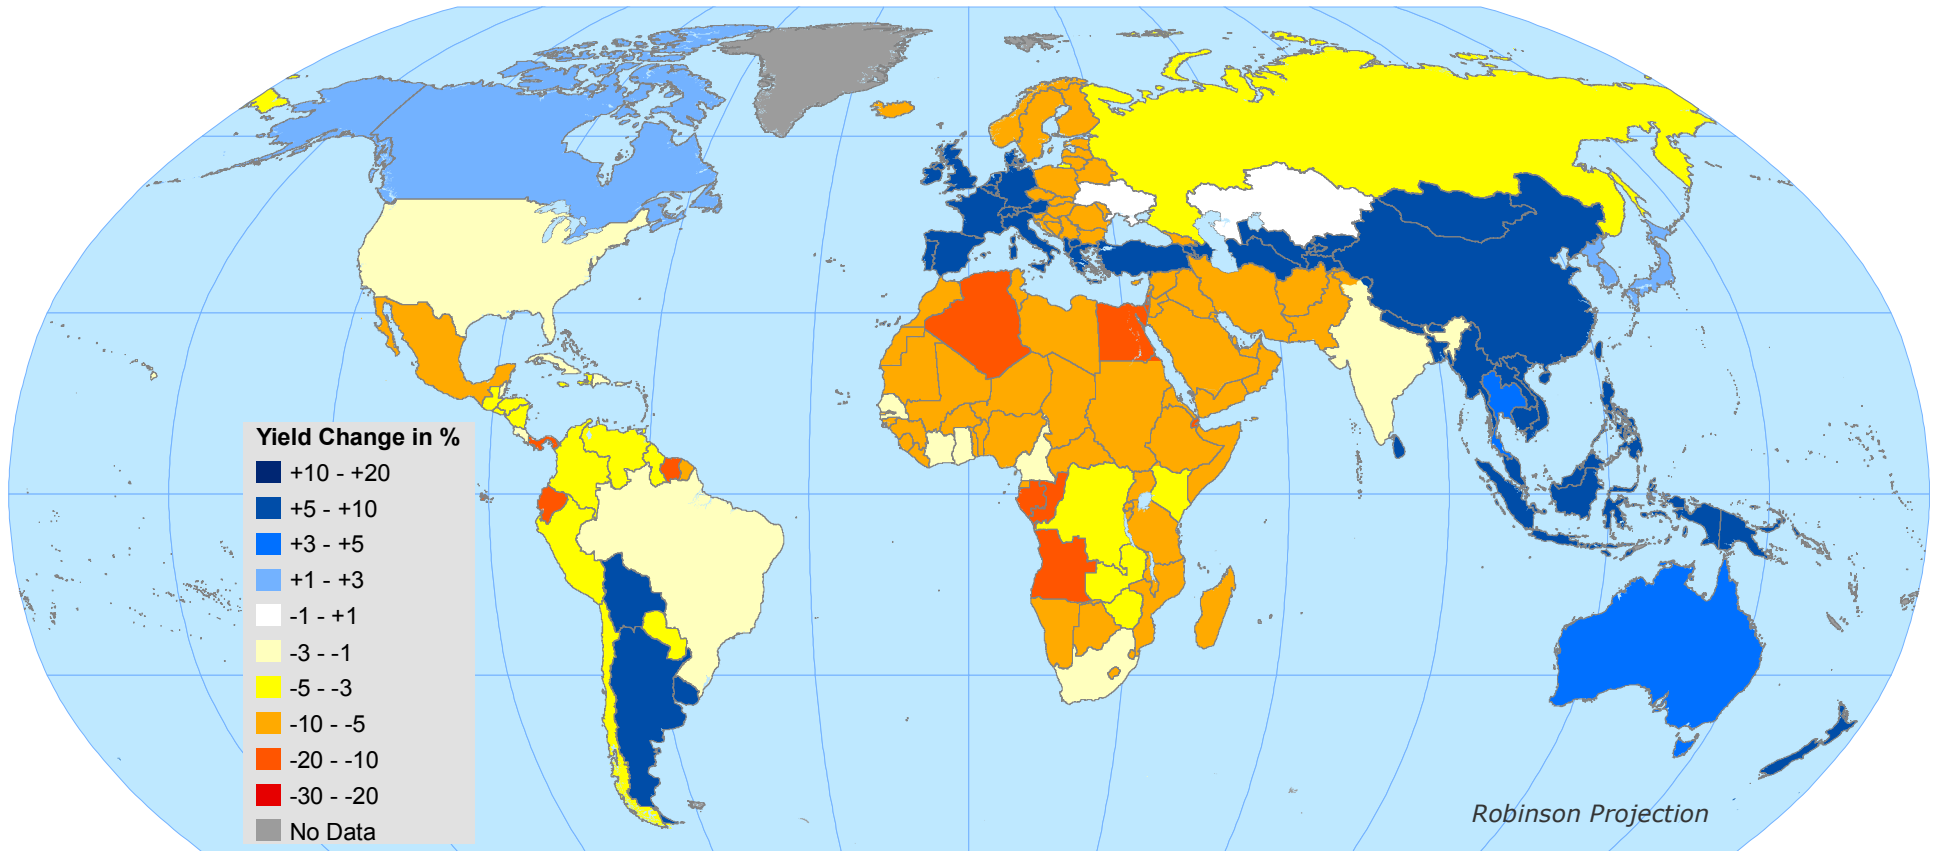 Yield Change in %
+10 - +20
+5 - +10
+3 - +5
+1 - +3
-1 - +1
-3 - -1
-5 - -3
-10 - -5
-20 - -10
-30 - -20
No Data
Robinson Projection